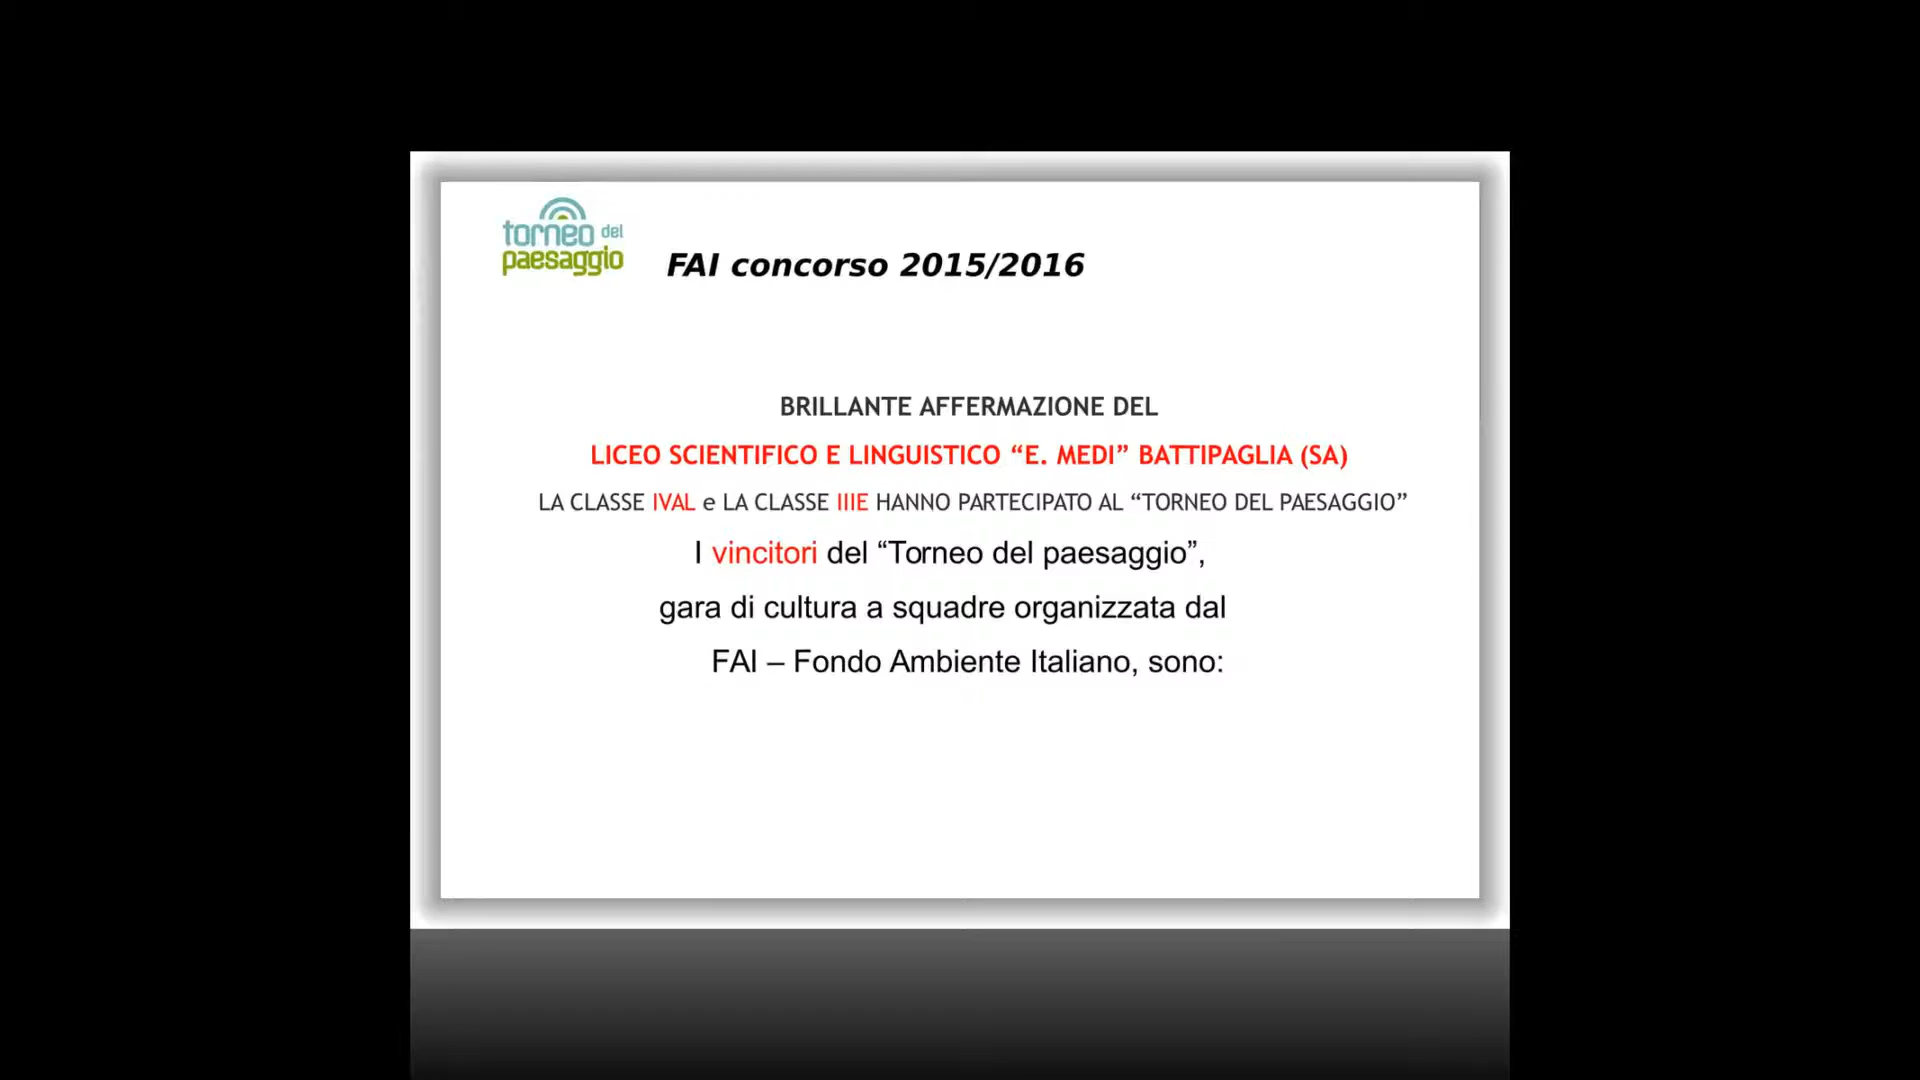 torneo del
paesaggio
FAI concorso 2015/2016
BRILLANTE AFFERMAZIONE DEL
LICEO SCIENTIFICO E LINGUISTICO “E. MEDI” BATTIPAGLIA (SA)
LA CLASSE IVAL e LA CLASSE IIIE HANNO PARTECIPATO AL “TORNEO DEL PAESAGGIO”
I vincitori del “Torneo del paesaggio”,
gara di cultura a squadre organizzata dal
FAI – Fondo Ambiente Italiano, sono: